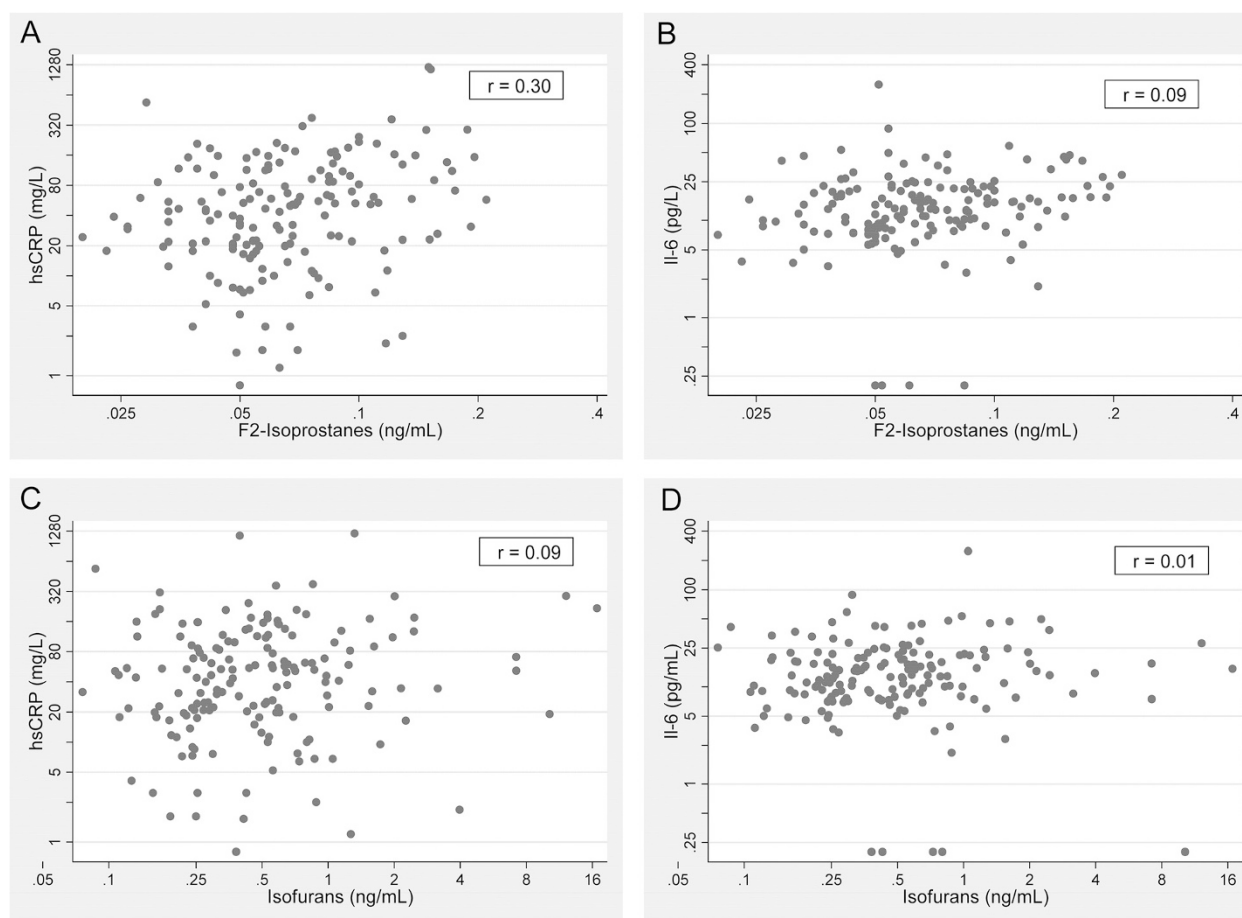 A
hsCRP (mg/L)
1280
320
80
20
5
1
r = 0.30
.025 .05 .1 .2 .4
F2-Isoprostanes (ng/mL)
B
Il-6 (pg/L)
400
100
25
5
1
.25
r = 0.09
.025 .05 .1 .2 .4
F2-Isoprostanes (ng/mL)
C
hsCRP (mg/L)
1280
320
80
20
5
1
r = 0.09
.05 .1 .25 .5 1 2 4 8 16
Isofurans (ng/mL)
D
Il-6 (pg/mL)
400
100
25
5
1
.25
r = 0.01
.05 .1 .25 .5 1 2 4 8 16
Isofurans (ng/mL)